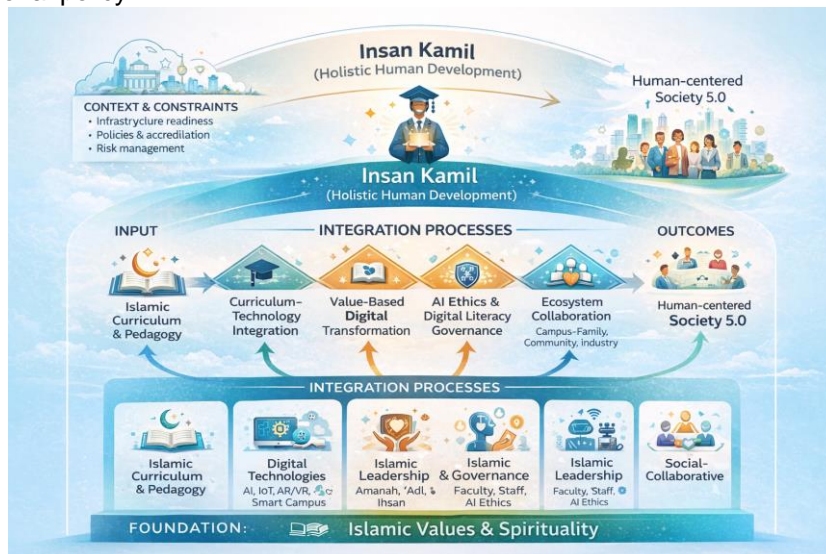 Insan Kamil
(Holistic Human Development)
CONTEXT & CONSTRAINTS
• Infrastryclure readiness
• Policies & accredilation
• Risk management
Human-centered
Society 5.0
Insan Kamil
(Holistic Human Development)
INPUT
INTEGRATION PROCESSES
OUTCOMES
Islamic
Curriculum
& Pedagogy
Curriculum–
Technology
Integration
Value-Based
Digital
Transformation
AI Ethics &
Digital Literacy
Governance
Ecosystem
Collaboration
Campus–Family,
Community, industry
Human-centered
Society 5.0
INTEGRATION PROCESSES
Islamic
Curriculum
& Pedagogy
Digital
Technologies
AI, IoT, AR/VR,
Smart Campus
Islamic
Leadership
Amanah, 'Adl, &
Ihsan
Islamic
& Governance
Faculty, Staff,
AI Ethics
Islamic
Leadership
Faculty, Staff,
AI Ethics
Social-
Collaborative
FOUNDATION: Islamic Values & Spirituality